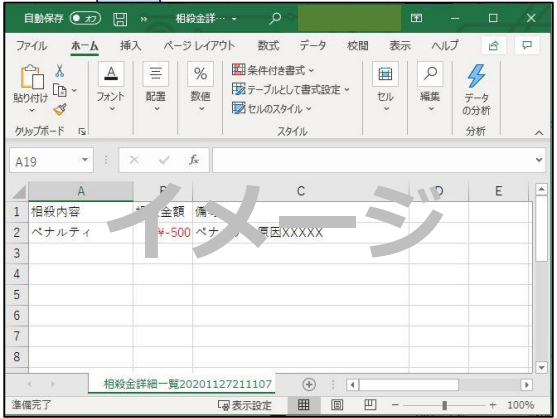 自動保存 オフ 相殺金詳…
ファイル ホーム 挿入 ページ レイアウト 数式 データ 校閲 表示 ヘルプ
貼り付け フォント 配置 数値 条件付き書式 テーブルとして書式設定 セルのスタイル セル 編集 データの分析
クリップボード スタイル 分析
A19 fx
A B C D E
1 相殺内容 相殺金額 備考
2 ペナルティ ¥-500 ペナルティ原因XXXXX
3
4
5
6
7
8
イメージ
相殺金詳細一覧20201127211107
準備完了 表示設定 100%